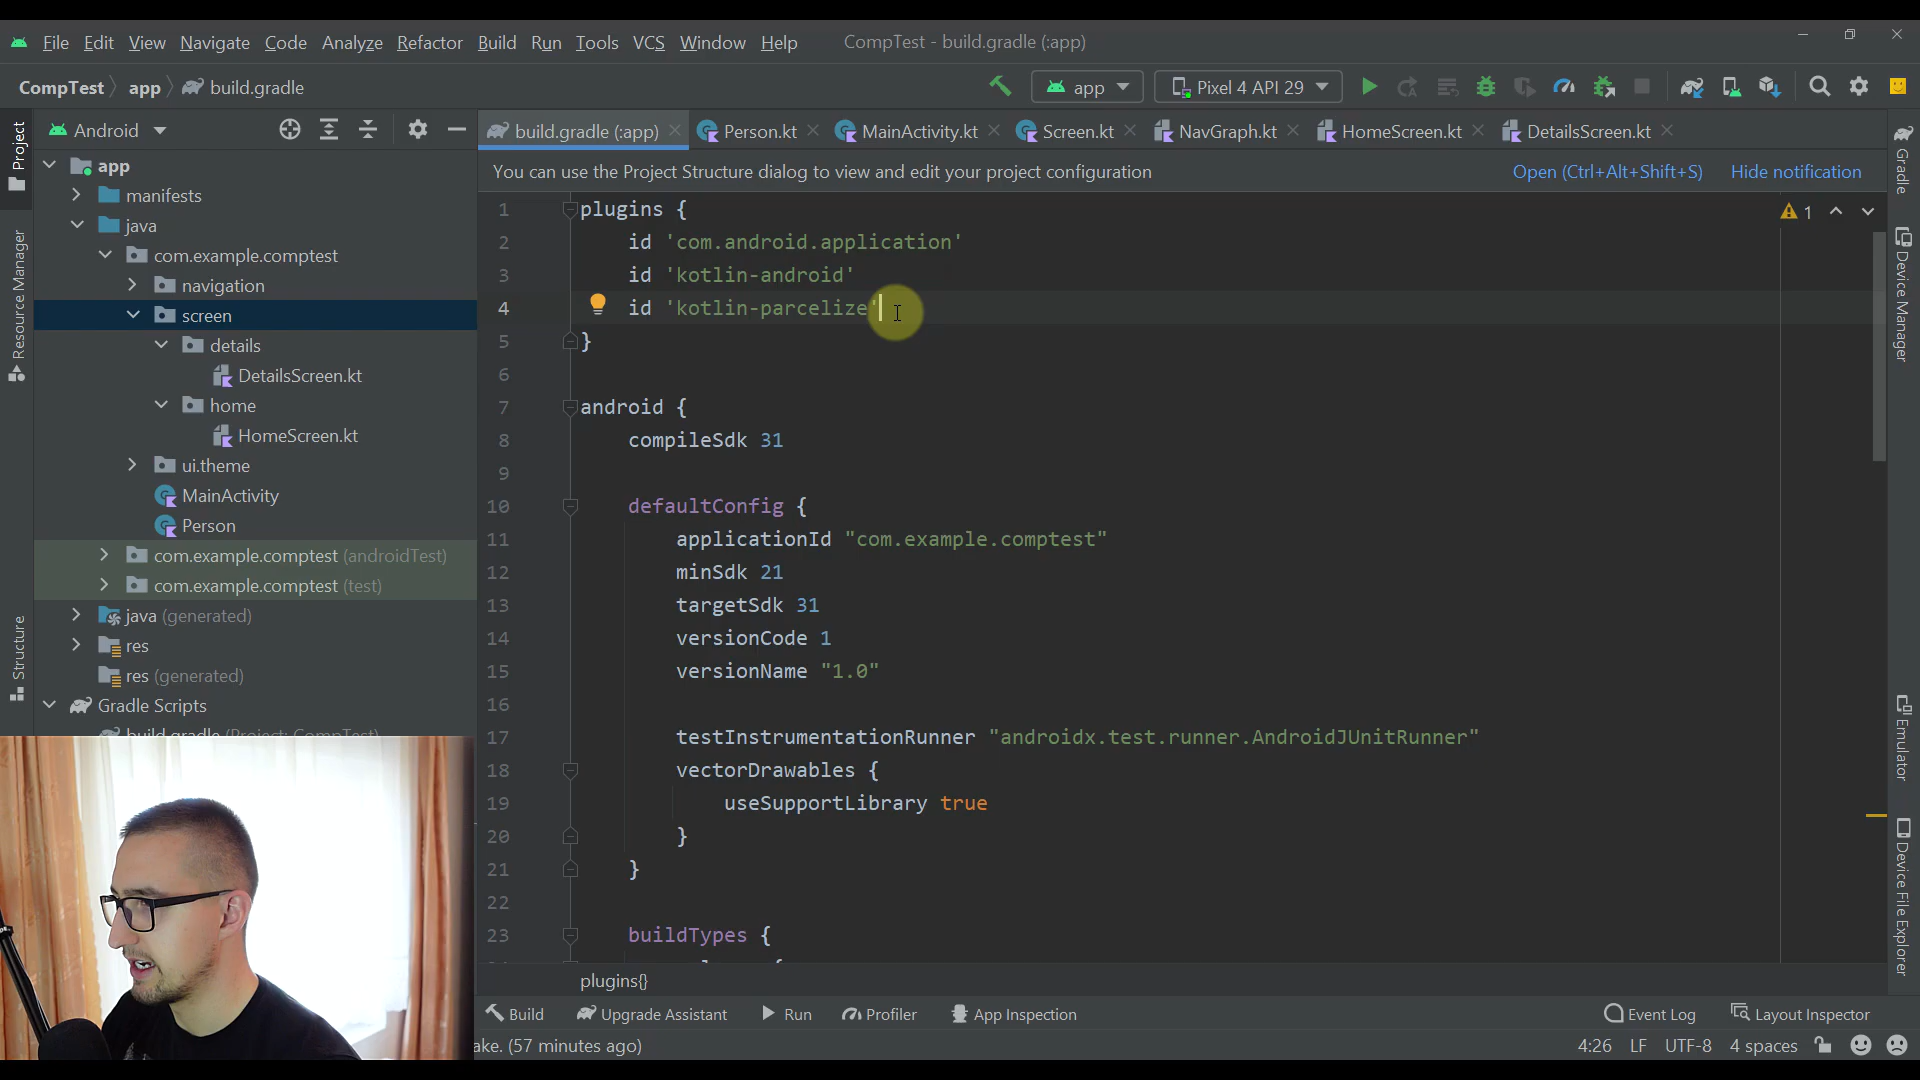 File Edit View Navigate Code Analyze Refactor Build Run Tools VCS Window Help CompTest - build.gradle (:app)
CompTest app build.gradle app Pixel 4 API 29
Project
Android
build.gradle (:app) Person.kt MainActivity.kt Screen.kt NavGraph.kt HomeScreen.kt DetailsScreen.kt
You can use the Project Structure dialog to view and edit your project configuration Open (Ctrl+Alt+Shift+S) Hide notification
Resource Manager
Structure
app
manifests
java
com.example.comptest
navigation
screen
details
DetailsScreen.kt
home
HomeScreen.kt
ui.theme
MainActivity
Person
com.example.comptest (androidTest)
com.example.comptest (test)
java (generated)
res
res (generated)
Gradle Scripts
build.gradle (Project: CompTest)
1 plugins {
2 id 'com.android.application'
3 id 'kotlin-android'
4 id 'kotlin-parcelize'
5 }
6
7 android {
8 compileSdk 31
9
10 defaultConfig {
11 applicationId "com.example.comptest"
12 minSdk 21
13 targetSdk 31
14 versionCode 1
15 versionName "1.0"
16
17 testInstrumentationRunner "androidx.test.runner.AndroidJUnitRunner"
18 vectorDrawables {
19 useSupportLibrary true
20 }
21 }
22
23 buildTypes {
1
Gradle
Device Manager
Emulator
Device File Explorer
plugins{}
Build Upgrade Assistant Run Profiler App Inspection Event Log Layout Inspector
ake. (57 minutes ago) 4:26 LF UTF-8 4 spaces